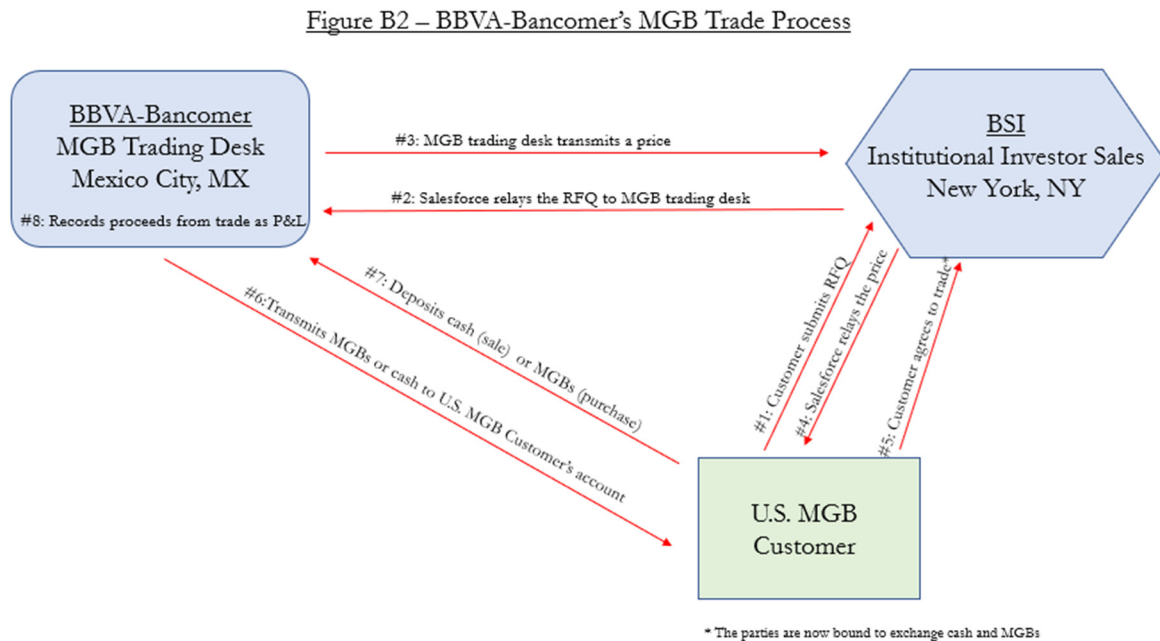 Figure B2 – BBVA-Bancomer's MGB Trade Process
BBVA-Bancomer
MGB Trading Desk
Mexico City, MX
#8: Records proceeds from trade as P&L
BSI
Institutional Investor Sales
New York, NY
#3: MGB trading desk transmits a price
#2: Salesforce relays the RFQ to MGB trading desk
#7: Deposits cash (sale) or MGBs (purchase)
#6:Transmits MGBs or cash to U.S. MGB Customer's account
#1: Customer submits RFQ
#4: Salesforce relays the price
#5: Customer agrees to trade*
U.S. MGB
Customer
* The parties are now bound to exchange cash and MGBs